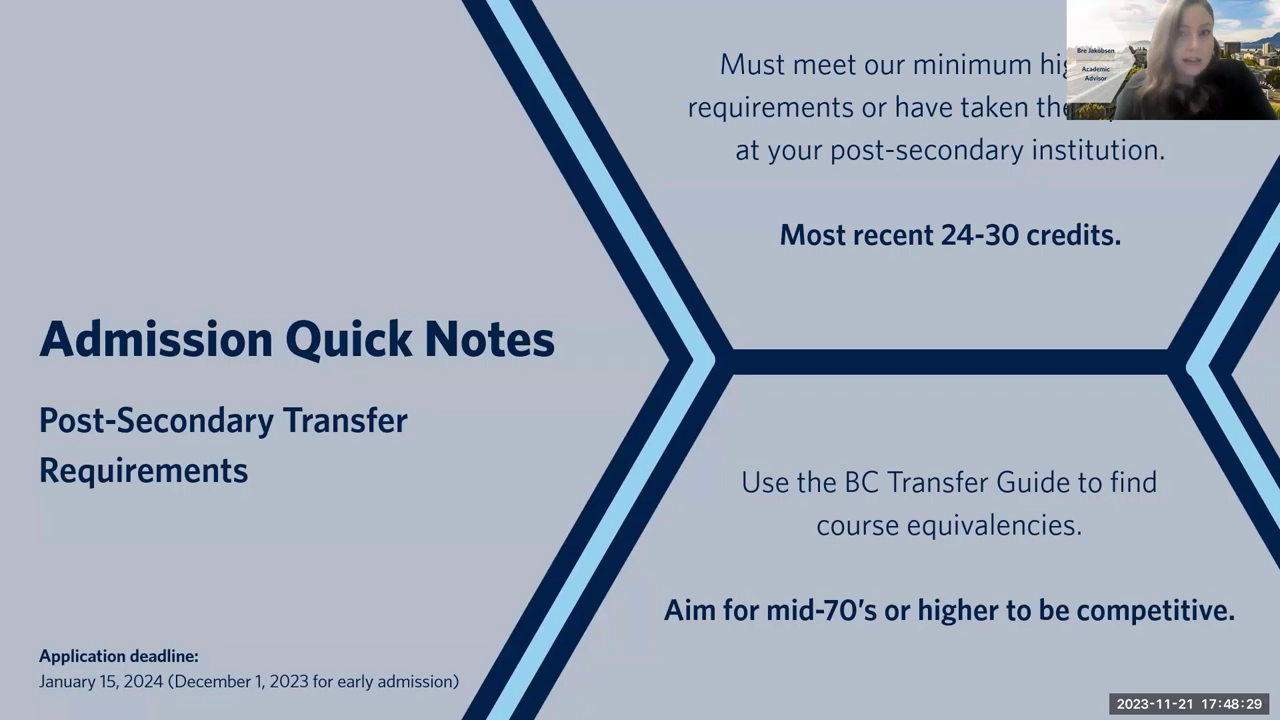 Must meet our minimum
requirements or have taken
at your post-secondary institution.
Most recent 24-30 credits.
Bre Jakobsen
Academic
Advisor
Admission Quick Notes
Post-Secondary Transfer
Requirements
Use the BC Transfer Guide to find
course equivalencies.
Aim for mid-70's or higher to be competitive.
Application deadline:
January 15, 2024 (December 1, 2023 for early admission)
2023-11-21 17:48:29